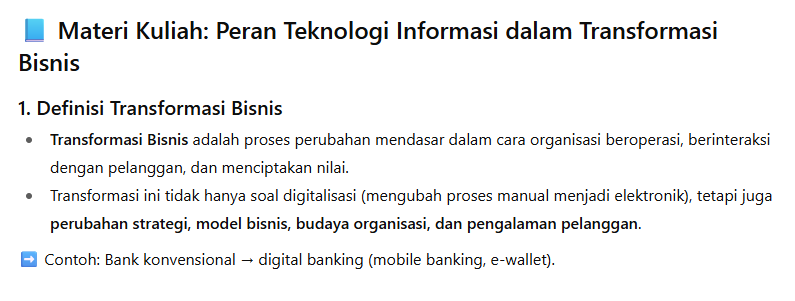 📘 Materi Kuliah: Peran Teknologi Informasi dalam Transformasi
Bisnis
1. Definisi Transformasi Bisnis
• Transformasi Bisnis adalah proses perubahan mendasar dalam cara organisasi beroperasi, berinteraksi
dengan pelanggan, dan menciptakan nilai.
• Transformasi ini tidak hanya soal digitalisasi (mengubah proses manual menjadi elektronik), tetapi juga
perubahan strategi, model bisnis, budaya organisasi, dan pengalaman pelanggan.
➡️ Contoh: Bank konvensional → digital banking (mobile banking, e-wallet).